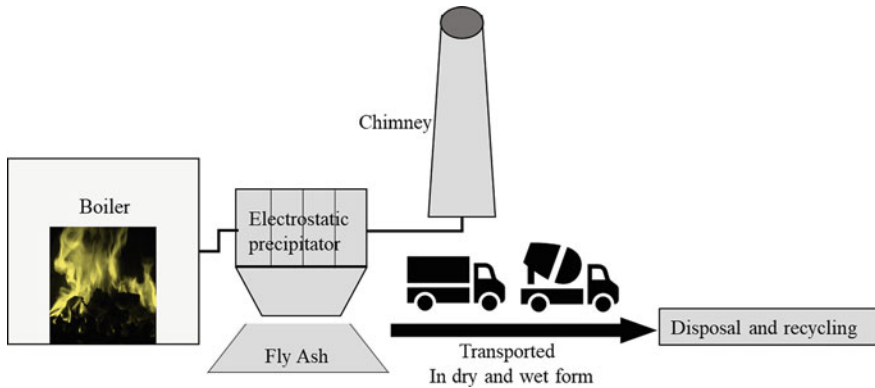 Chimney
Boiler
Electrostatic
precipitator
Fly Ash
Transported
In dry and wet form
Disposal and recycling